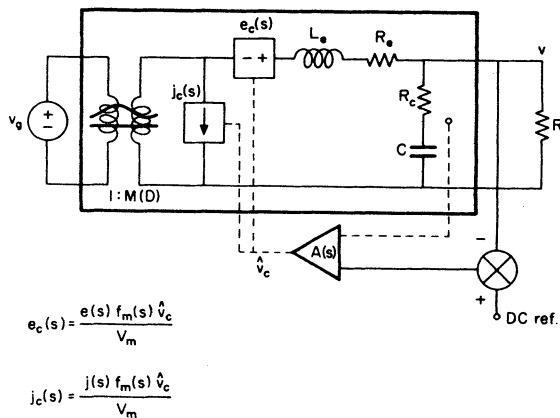 e_c(s)
- +
L_e
R_e
v
j_c(s)
R_c
v_g
+
-
R
C
1 : M(D)
A(s)
v̂_c
-
+
DC ref.
e_c(s) = e(s) f_m(s) v̂_c / V_m
j_c(s) = j(s) f_m(s) v̂_c / V_m